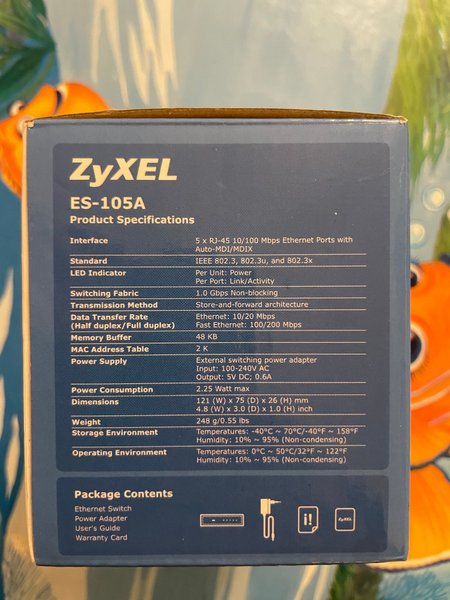 ZyXEL
ES-105A
Product Specifications
Interface 5 x RJ-45 10/100 Mbps Ethernet Ports with
Auto-MDI/MDIX
Standard IEEE 802.3, 802.3u, and 802.3x
LED Indicator Per Unit: Power
Per Port: Link/Activity
Switching Fabric 1.0 Gbps Non-blocking
Transmission Method Store-and-forward architecture
Data Transfer Rate Ethernet: 10/20 Mbps
(Half duplex/Full duplex) Fast Ethernet: 100/200 Mbps
Memory Buffer 48 KB
MAC Address Table 2 K
Power Supply External switching power adapter
Input: 100-240V AC
Output: 5V DC; 0.6A
Power Consumption 2.25 Watt max
Dimensions 121 (W) x 75 (D) x 26 (H) mm
4.8 (W) x 3.0 (D) x 1.0 (H) inch
Weight 248 g/0.55 lbs
Storage Environment Temperatures: -40°C ~ 70°C/-40°F ~ 158°F
Humidity: 10% ~ 95% (Non-condensing)
Operating Environment Temperatures: 0°C ~ 50°C/32°F ~ 122°F
Humidity: 10% ~ 95% (Non-condensing)
Package Contents
Ethernet Switch
Power Adapter
User's Guide
Warranty Card
i!
ZyXEL